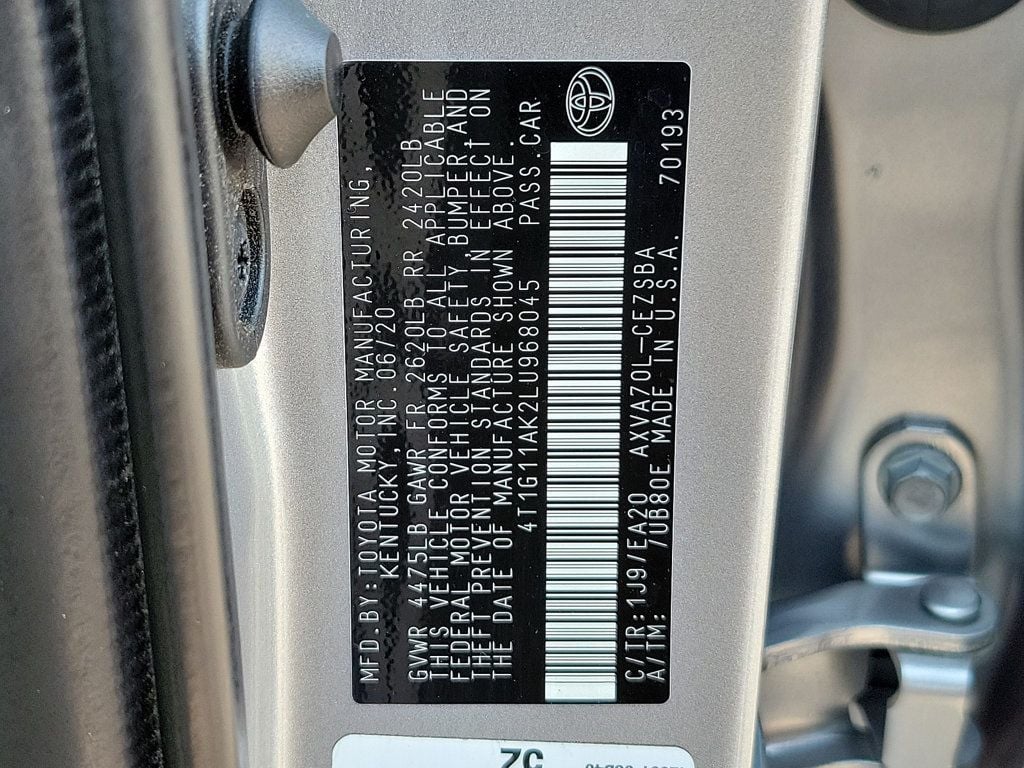 MFD.BY:TOYOTA MOTOR MANUFACTURING,
KENTUCKY,INC.06/20
GVWR 4475LB GAWR FR 2620LB RR 2420LB
THIS VEHICLE CONFORMS TO ALL APPLICABLE
FEDERAL MOTOR VEHICLE SAFETY,BUMPER,AND
THEFT PREVENTION STANDARDS IN EFFECT ON
THE DATE OF MANUFACTURE SHOWN ABOVE.
4T1G11AK2LU968045 PASS.CAR
C/TR:1J9/EA20 AXVA70L-CEZSBA
A/TM: /UB80E MADE IN U.S.A. 70193